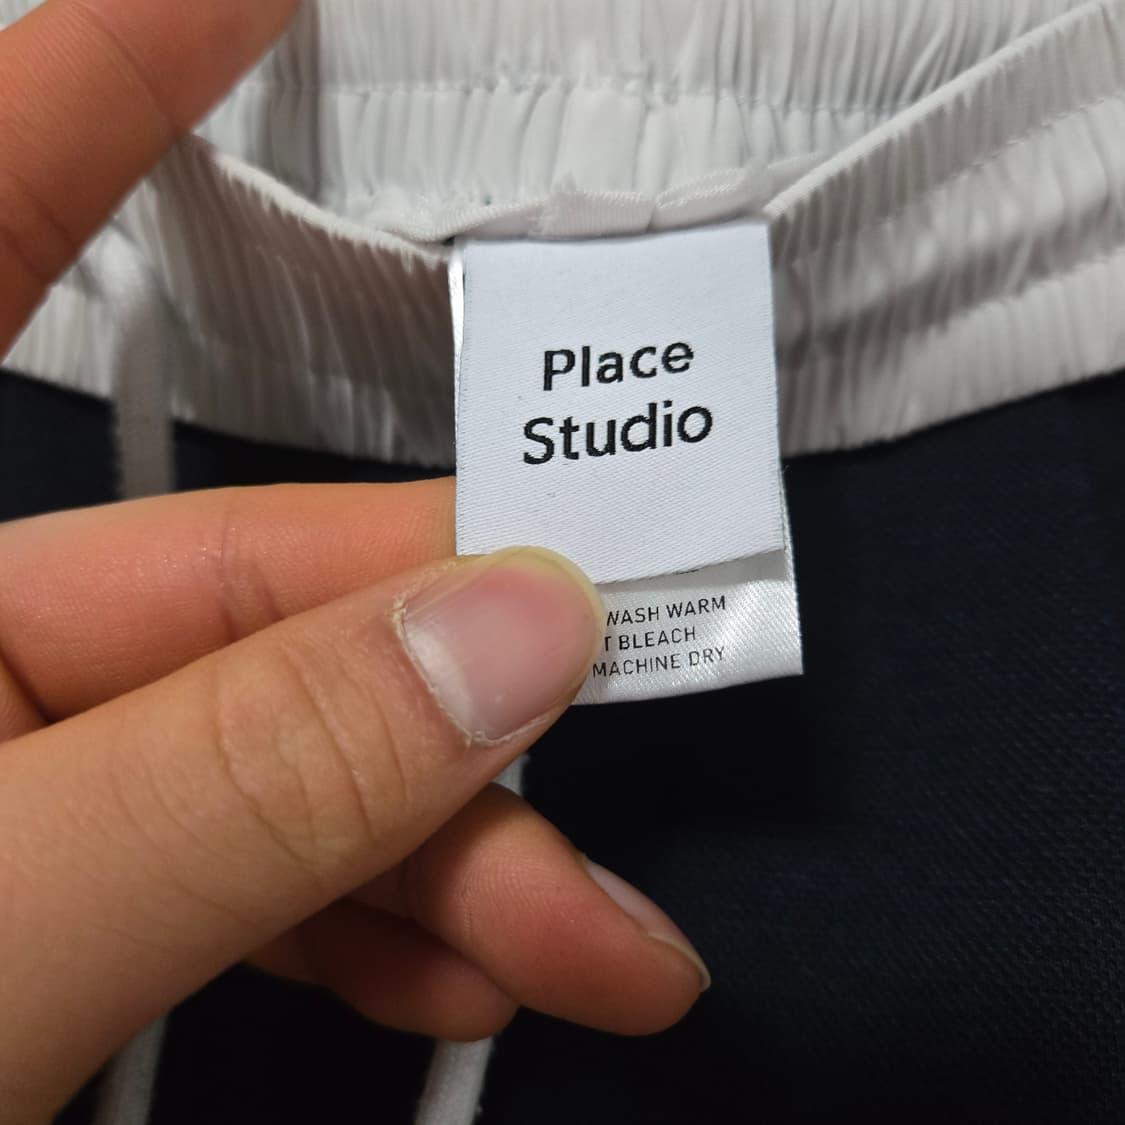 Place
Studio
WASH WARM
BLEACH
MACHINE DRY